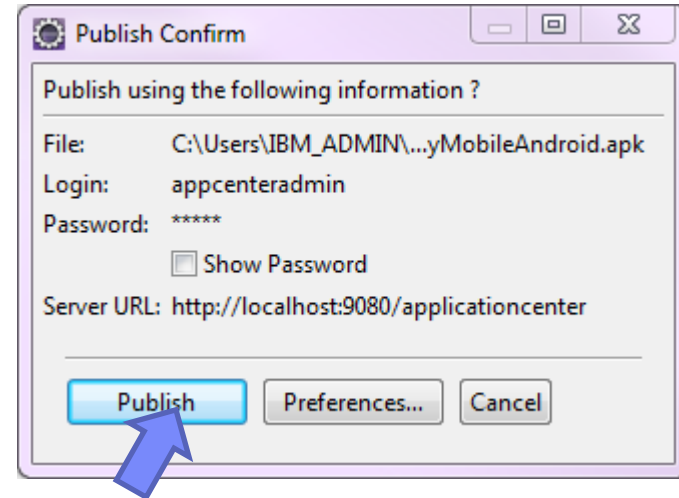 Publish Confirm
Publish using the following information ?
File: C:\Users\IBM_ADMIN\...yMobileAndroid.apk
Login: appcenteradmin
Password: *****
Show Password
Server URL: http://localhost:9080/applicationcenter
Publish Preferences... Cancel